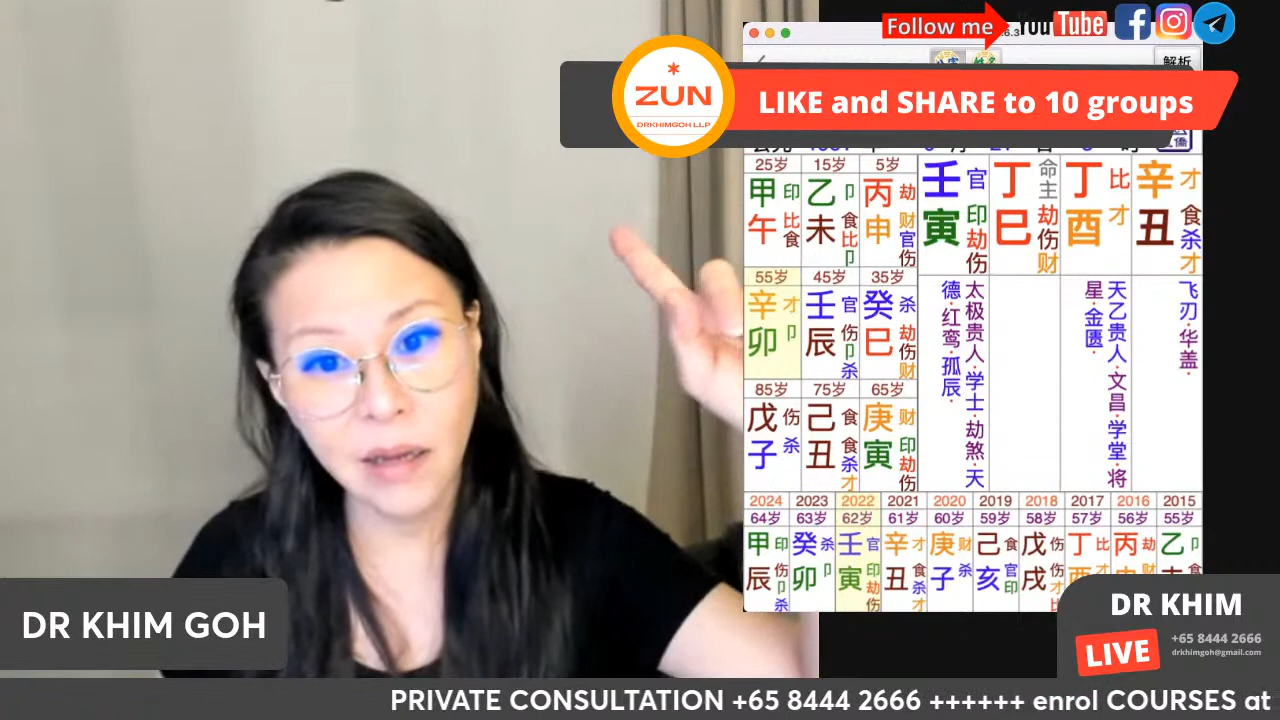 Follow me
You Tube
LIKE and SHARE to 10 groups
ZUN
DRKHIMGOH LLP
解析
25岁 15岁 5岁
甲 印 乙 卩 丙 劫
午 比 食 未 食 比 卩 申 财 官 伤
壬 官 丁 命主 丁 比 辛 才
寅 印 劫 伤 巳 劫 伤 财 酉 才 丑 食 杀 才
55岁 45岁 35岁
辛 才 壬 官 癸 杀
卯 卩 辰 伤 卩 杀 巳 劫 伤 财
太极贵人·学士·劫煞·天
德·红鸾·孤辰·
天乙贵人·文昌·学堂·将
星·金匮·
飞刃·华盖·
85岁 75岁 65岁
戊 伤 己 食 庚 财
子 杀 丑 食 杀 才 寅 印 劫 伤
2024 2023 2022 2021 2020 2019 2018 2017 2016 2015
64岁 63岁 62岁 61岁 60岁 59岁 58岁 57岁 56岁 55岁
甲 印 癸 杀 壬 官 辛 才 庚 财 己 食 戊 伤 丁 比 丙 劫 乙 卩
辰 伤 卩 杀 卯 卩 寅 印 劫 伤 丑 食 杀 才 子 杀 亥 官 印 戌 伤 才
DR KHIM GOH
DR KHIM
LIVE
+65 8444 2666
drkhimgoh@gmail.com
PRIVATE CONSULTATION +65 8444 2666 ++++++ enrol COURSES at